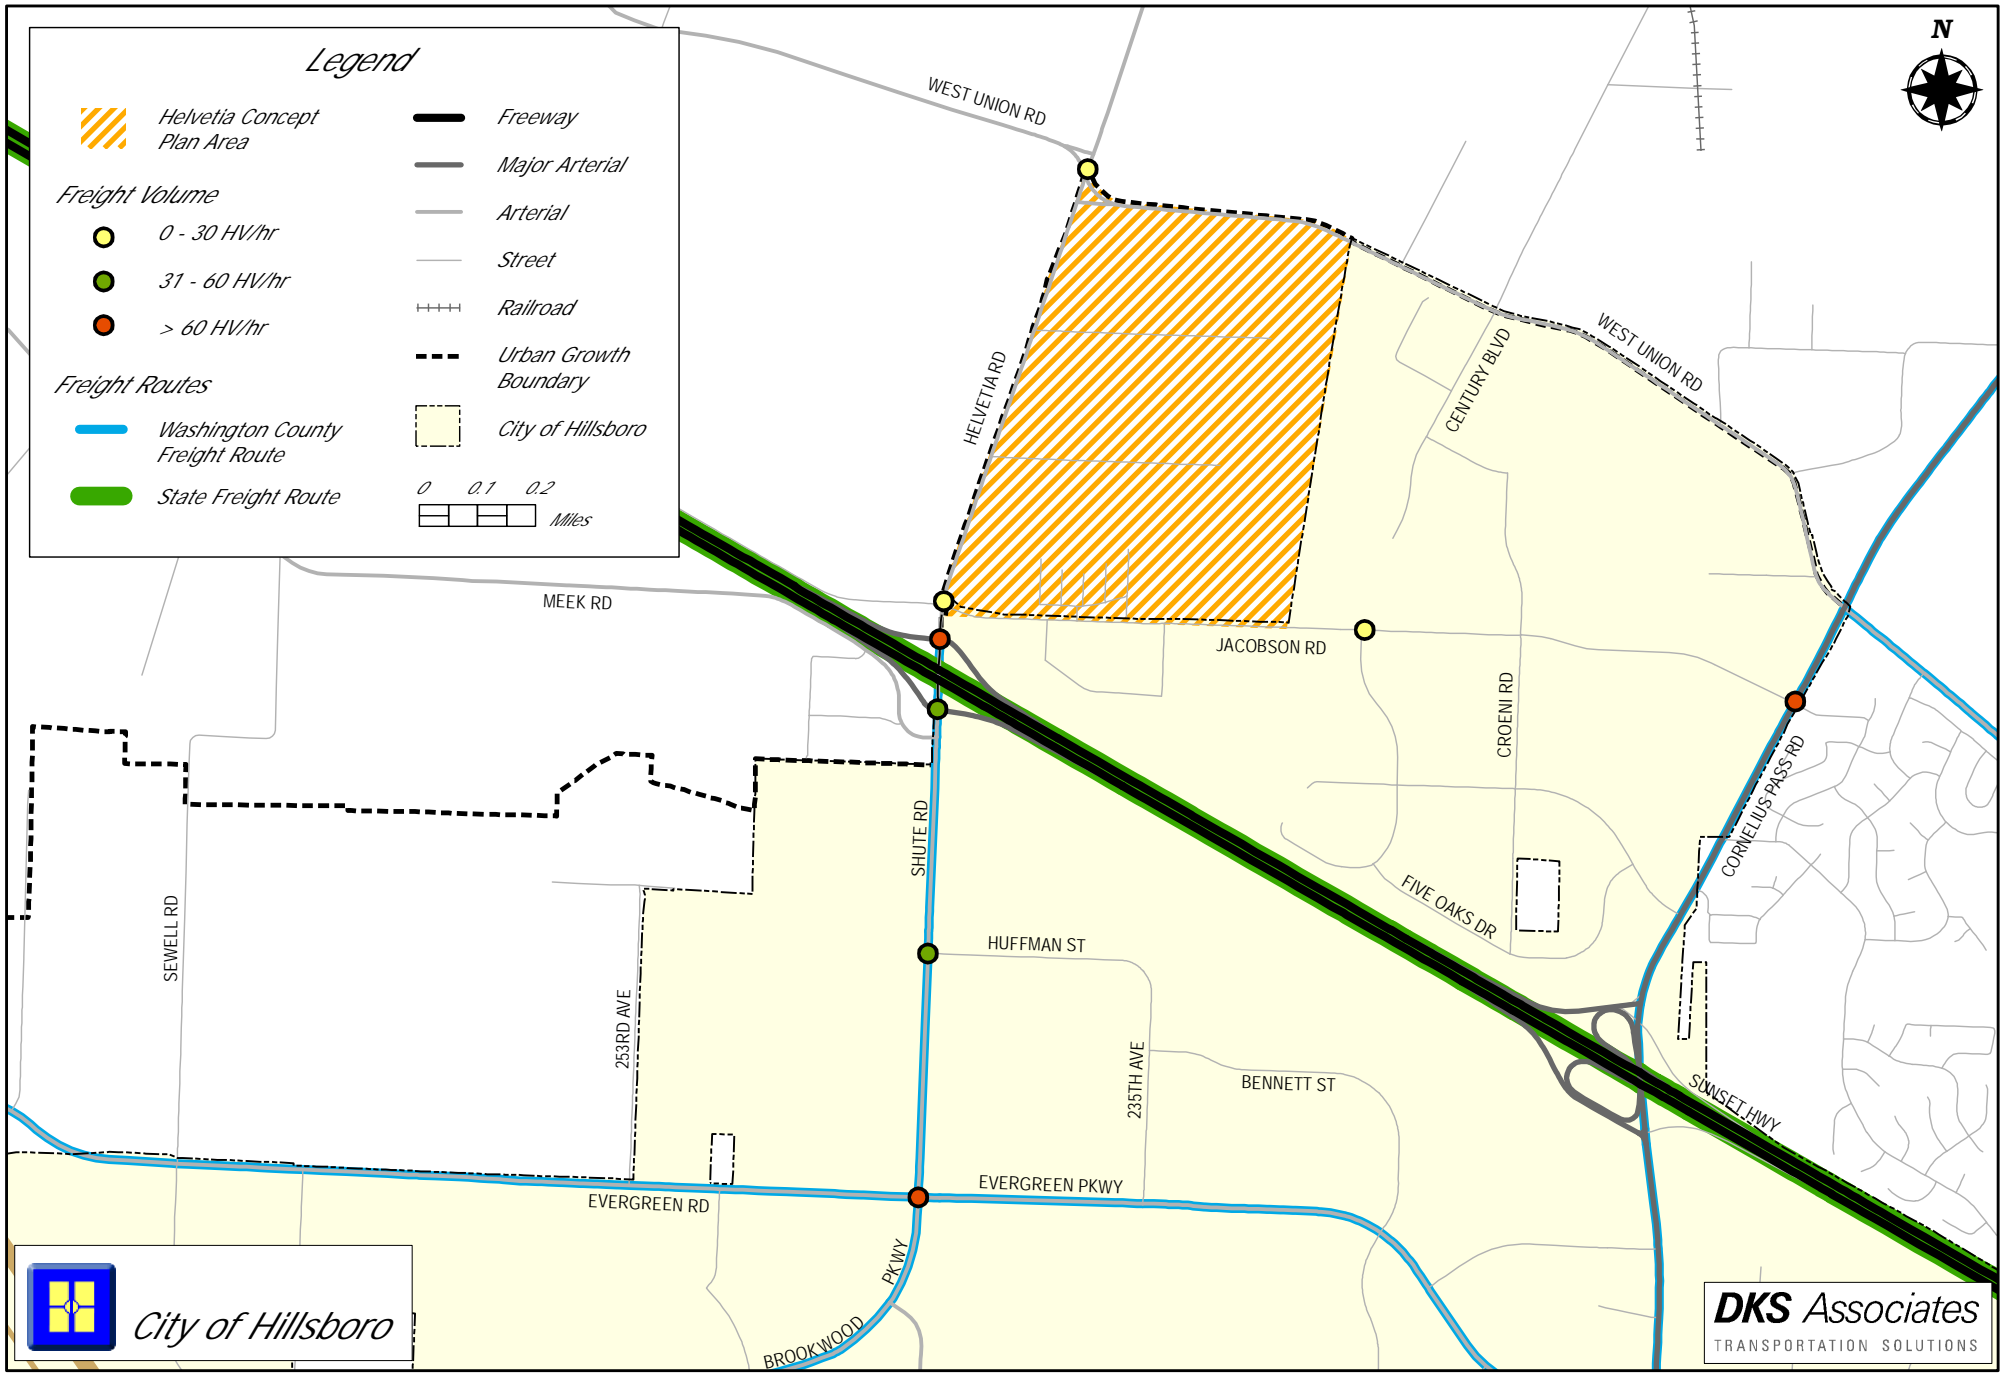 Legend
Helvetia Concept
Plan Area
Freight Volume
0 - 30 HV/hr
31 - 60 HV/hr
> 60 HV/hr
Freight Routes
Washington County
Freight Route
State Freight Route
Freeway
Major Arterial
Arterial
Street
Railroad
Urban Growth
Boundary
City of Hillsboro
0 0.1 0.2
Miles
N
WEST UNION RD
WEST UNION RD
HELVETIA RD
CENTURY BLVD
MEEK RD
JACOBSON RD
CROENI RD
CORNELIUS PASS RD
SHUTE RD
FIVE OAKS DR
SEWELL RD
HUFFMAN ST
253RD AVE
235TH AVE
BENNETT ST
SUNSET HWY
EVERGREEN RD
EVERGREEN PKWY
BROOKWOOD PKWY
City of Hillsboro
DKS Associates
TRANSPORTATION SOLUTIONS